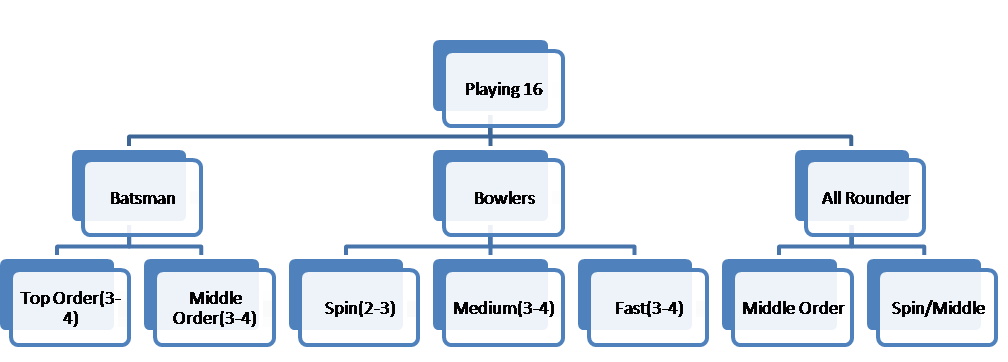 Playing 16
Batsman
Bowlers
All Rounder
Top Order(3-
4)
Middle
Order(3-4)
Spin(2-3)
Medium(3-4)
Fast(3-4)
Middle Order
Spin/Middle